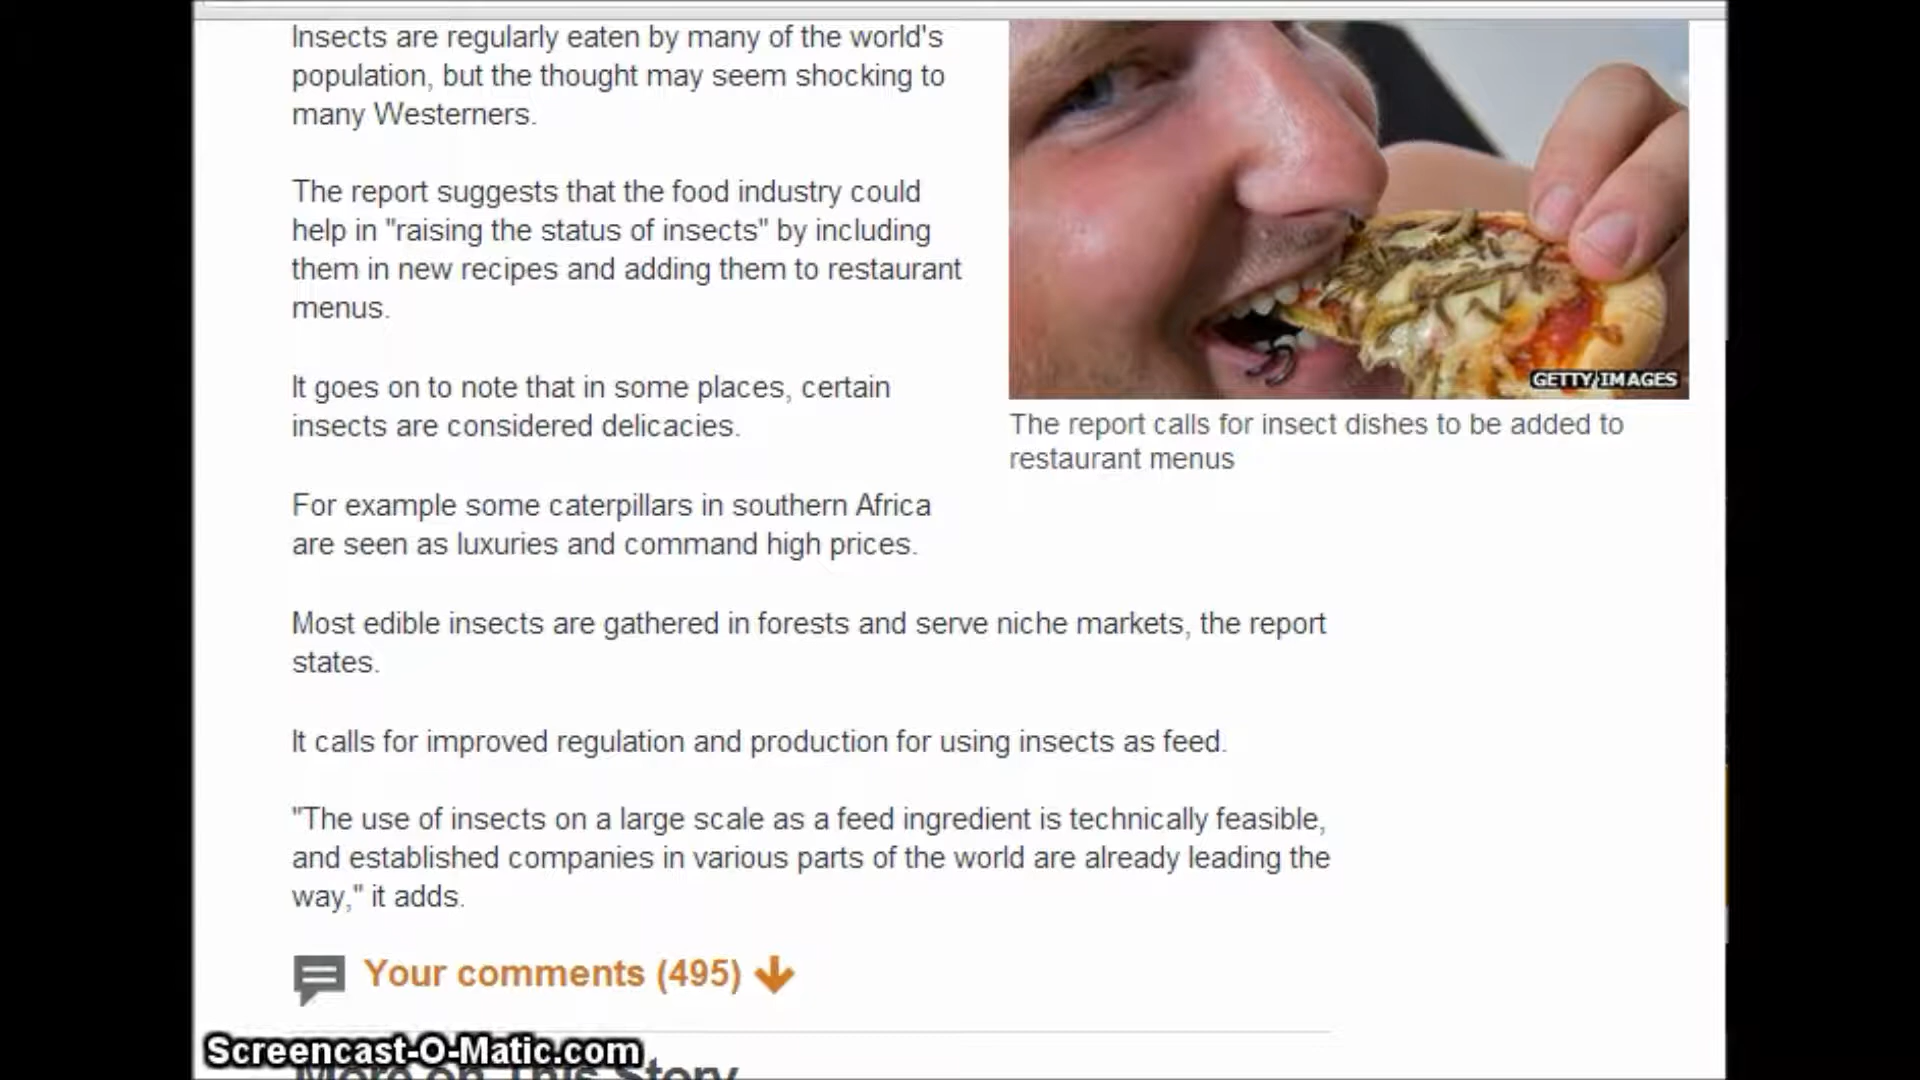 Insects are regularly eaten by many of the world's
population, but the thought may seem shocking to
many Westerners.
The report suggests that the food industry could
help in "raising the status of insects" by including
them in new recipes and adding them to restaurant
menus.
It goes on to note that in some places, certain
insects are considered delicacies.
For example some caterpillars in southern Africa
are seen as luxuries and command high prices.
GETTY IMAGES
The report calls for insect dishes to be added to
restaurant menus
Most edible insects are gathered in forests and serve niche markets, the report
states.
It calls for improved regulation and production for using insects as feed.
"The use of insects on a large scale as a feed ingredient is technically feasible,
and established companies in various parts of the world are already leading the
way," it adds.
Your comments (495)
Screencast-O-Matic.com
More on This Story